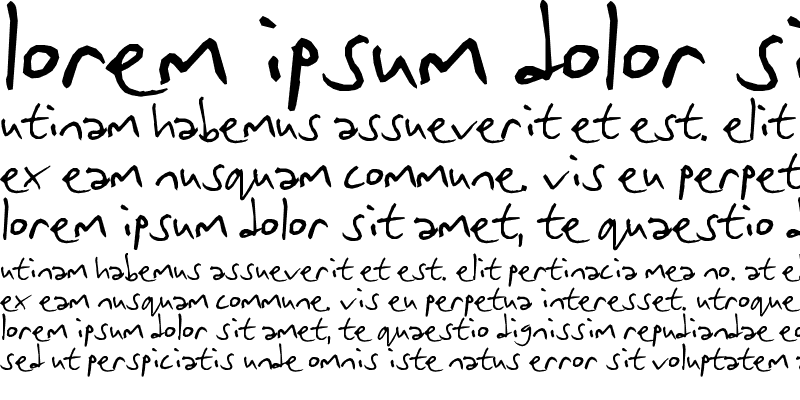 lorem ipsum dolor si
utinam habemus assueverit et est. elit
ex eam nusquam commune. vis eu perpet
lorem ipsum dolor sit amet, te quaestio
utinam habemus assueverit et est. elit pertinacia mea no. at el
ex eam nusquam commune. vis eu perpetua interesset. utroque
lorem ipsum dolor sit amet, te quaestio dignissim repudiandae eo
sed ut perspiciatis unde omnis iste natus error sit voluptatem a